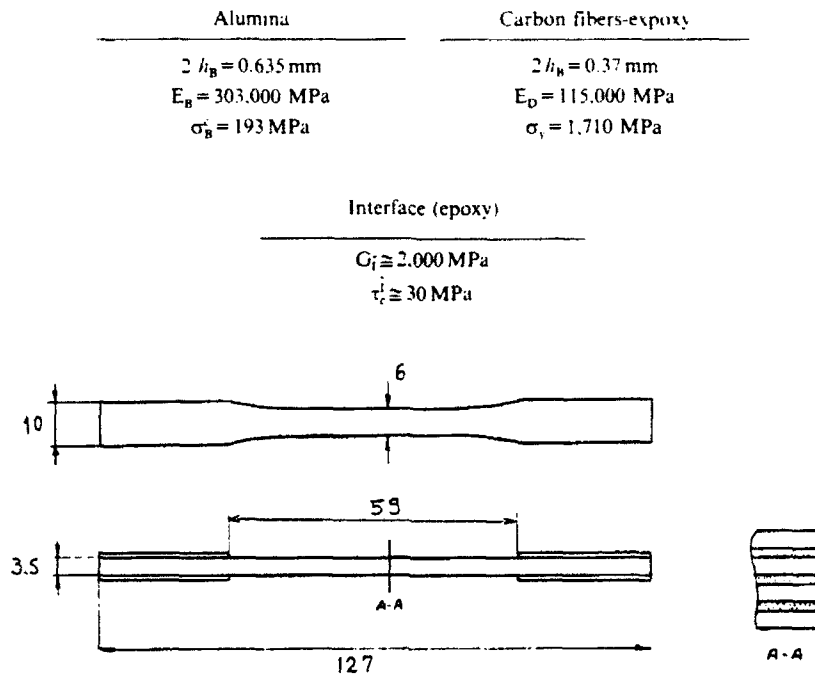 Alumina Carbon fibers-expoxy
2 h_B = 0.635 mm 2 h_B = 0.37 mm
E_B = 303.000 MPa E_D = 115.000 MPa
σ_B^c = 193 MPa σ_v = 1,710 MPa
Interface (epoxy)
G_i ≅ 2.000 MPa
τ_c^i ≅ 30 MPa
6
10
59
3.5
A-A
127
A-A